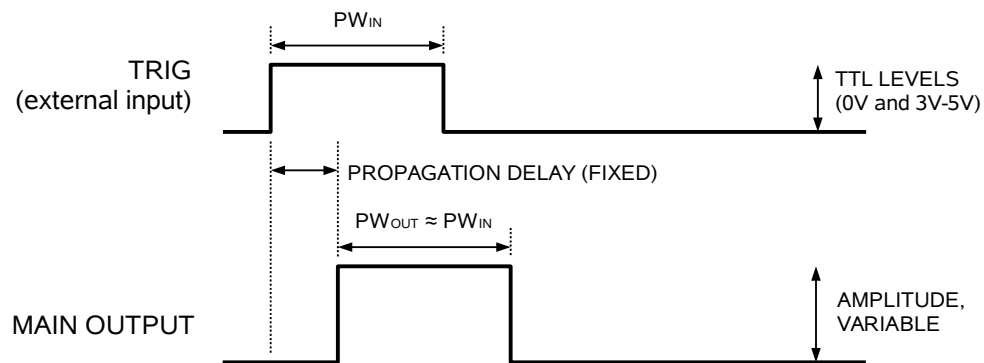 PWIN
TRIG
(external input)
TTL LEVELS
(0V and 3V-5V)
PROPAGATION DELAY (FIXED)
PWOUT ≈ PWIN
MAIN OUTPUT
AMPLITUDE,
VARIABLE